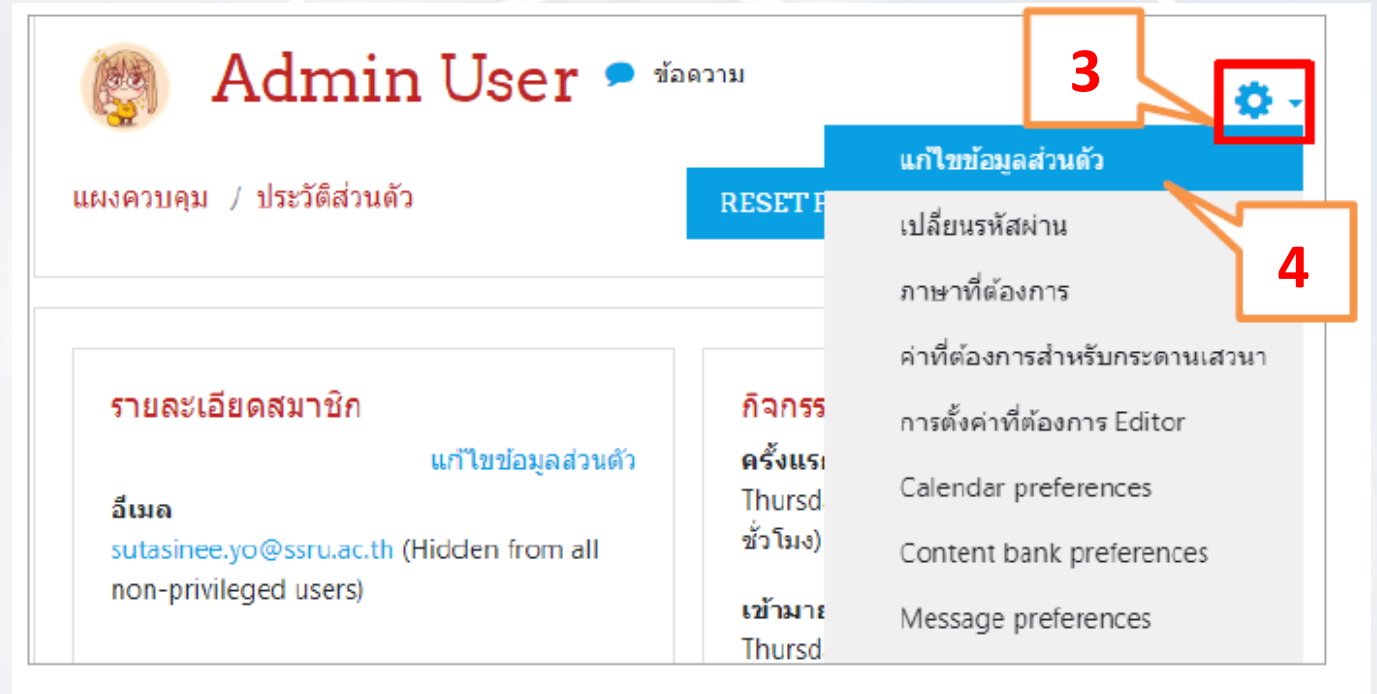 Admin User ข้อความ
3
แผงควบคุม / ประวัติส่วนตัว
RESET
แก้ไขข้อมูลส่วนตัว
เปลี่ยนรหัสผ่าน
ภาษาที่ต้องการ
ค่าที่ต้องการสำหรับกระดานเสวนา
การตั้งค่าที่ต้องการ Editor
Calendar preferences
Content bank preferences
Message preferences
4
รายละเอียดสมาชิก
แก้ไขข้อมูลส่วนตัว
อีเมล
sutasinee.yo@ssru.ac.th (Hidden from all
non-privileged users)
กิจกรร
ครั้งแร
Thursd
ชั่วโมง)
เข้ามา
Thursd